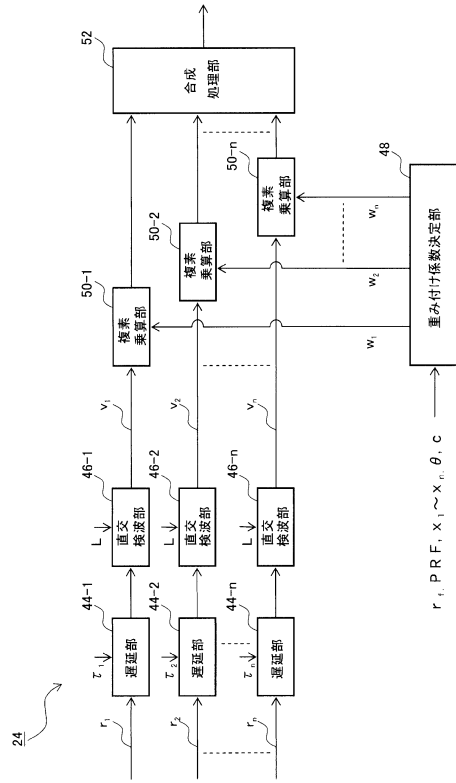 24
r₁
τ₁
44-1
遅延部
L
46-1
直交
検波部
v₁
50-1
複素
乗算部
52
合成
処理部
r₂
τ₂
44-2
遅延部
L
46-2
直交
検波部
v₂
50-2
複素
乗算部
rₙ
τₙ
44-n
遅延部
L
46-n
直交
検波部
vₙ
50-n
複素
乗算部
w₁
w₂
wₙ
48
重み付け係数決定部
r f, PRF, x₁~xₙ, θ, c